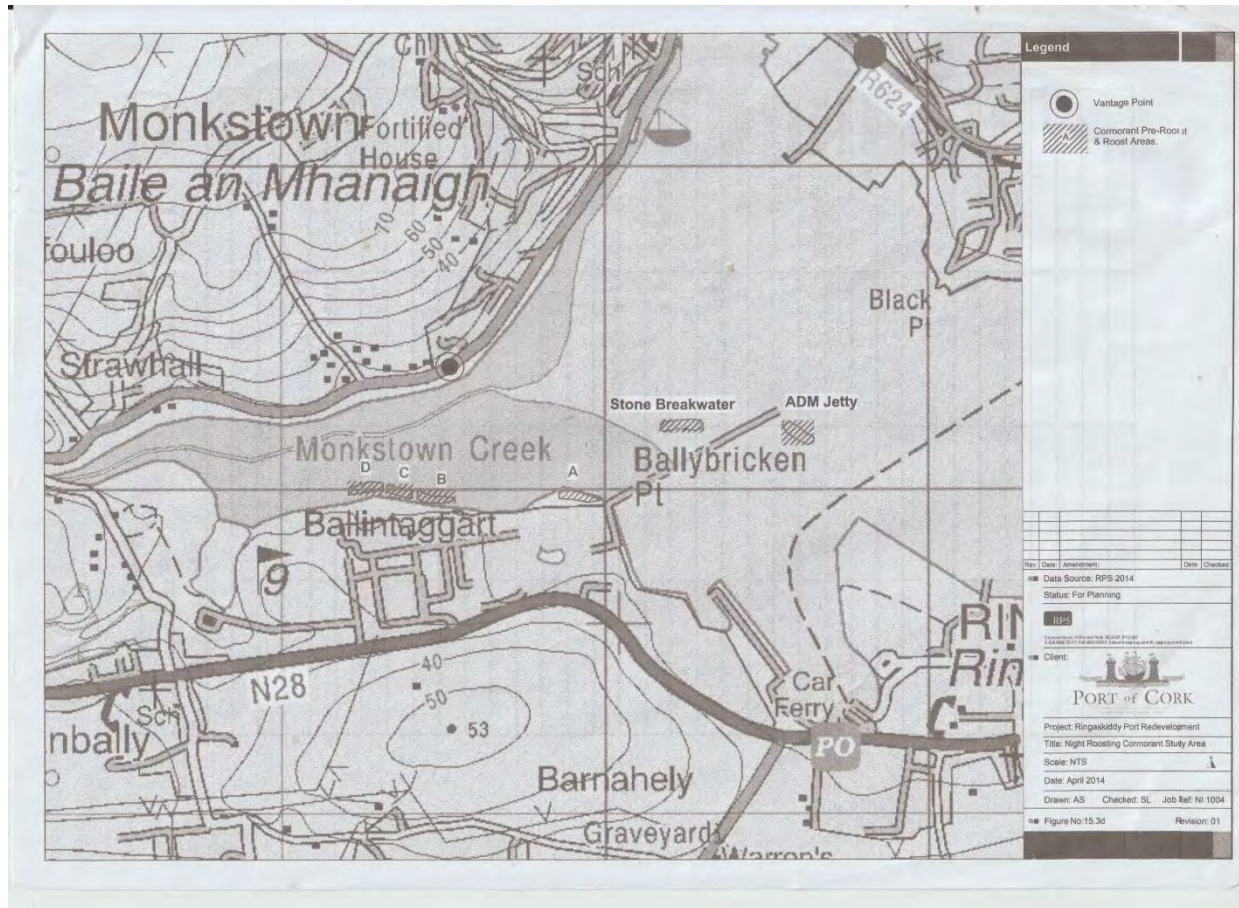 Ch
Sch
R624
Monkstown
Fortified
House
Baile an Mhanaigh
70
60
50
40
fouloo
Black
Pt
Strawhall
Stone Breakwater
ADM Jetty
Monkstown Creek
Ballybricken
Pt
D
C
B
A
Ballintaggart
9
N28
40
50
53
Sch
nbally
Car
Ferry
PO
RIN
Rin
Barnahely
Graveyard
Warren's
Legend
Vantage Point
A
Cormorant Pre-Roost
& Roost Areas.
Rev Date: Amendment: Date: Checked:
Data Source: RPS 2014
Status: For Planning
RPS
Client:
PORT OF CORK
Project: Ringaskiddy Port Redevelopment
Title: Night Roosting Cormorant Study Area
Scale: NTS
Date: April 2014
Drawn: AS Checked: SL Job Ref: NI 1004
Figure No:15.3d Revision: 01